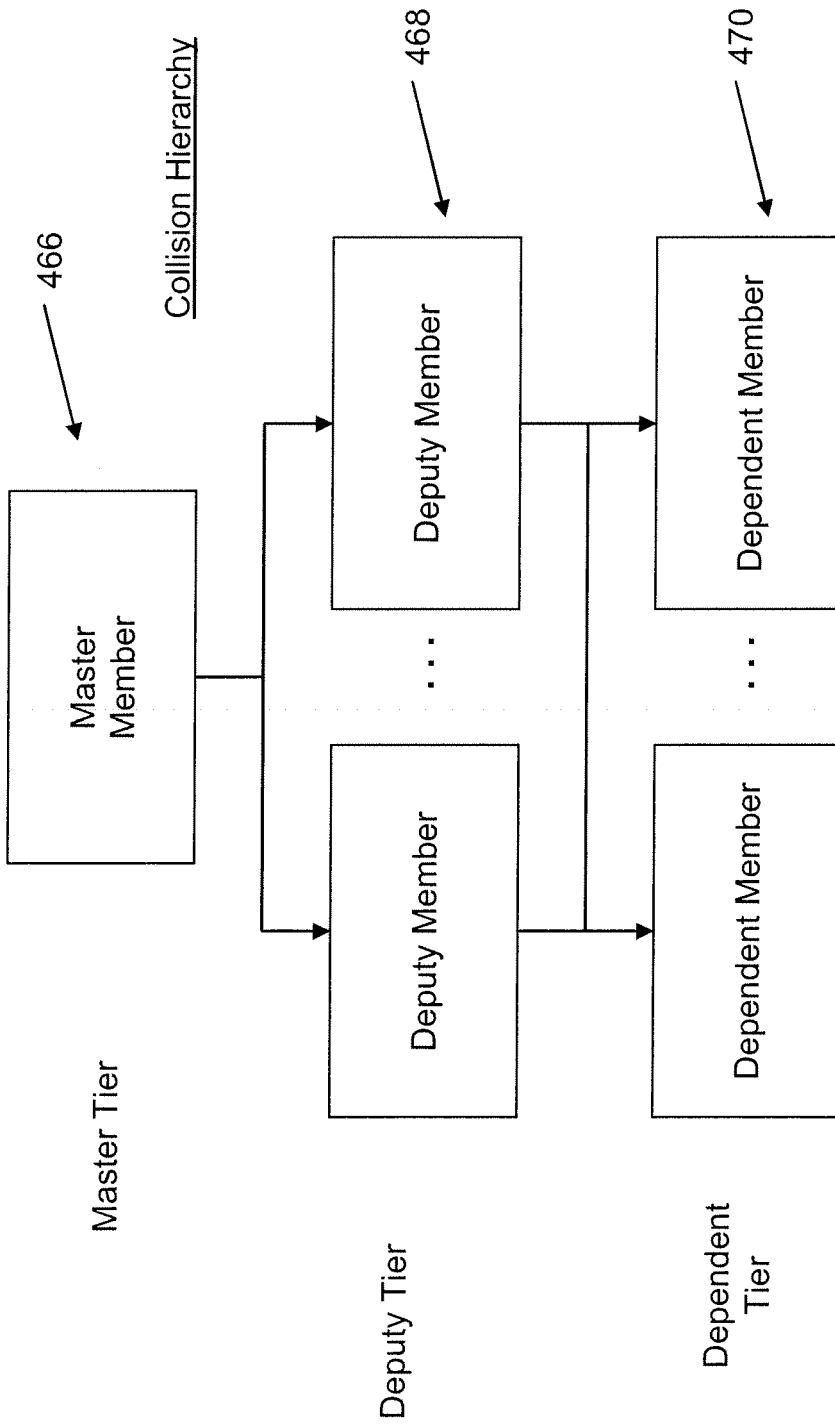 Master Tier
Master
Member
466
Collision Hierarchy
Deputy Tier
Deputy Member
...
Deputy Member
468
Dependent
Tier
Dependent Member
...
Dependent Member
470